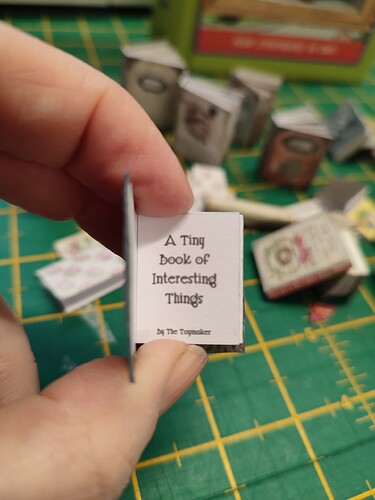 A Tiny
Book of
Interesting
Things
by The Toymaker